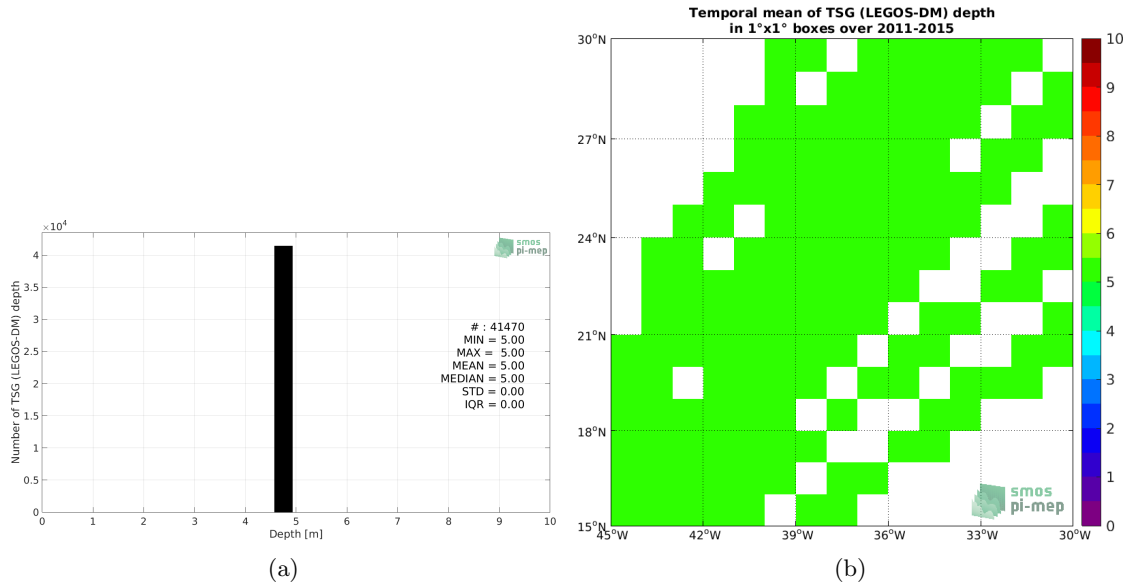 Temporal mean of TSG (LEGOS-DM) depth
in 1°x1° boxes over 2011-2015
×10⁴
Number of TSG (LEGOS-DM) depth
4
3.5
3
2.5
2
1.5
1
0.5
0
0 1 2 3 4 5 6 7 8 9 10
Depth [m]
smos
pi-mep
# : 41470
MIN = 5.00
MAX = 5.00
MEAN = 5.00
MEDIAN = 5.00
STD = 0.00
IQR = 0.00
(a)
30°N
27°N
24°N
21°N
18°N
15°N
45°W 42°W 39°W 36°W 33°W 30°W
smos
pi-mep
10
9
8
7
6
5
4
3
2
1
0
(b)